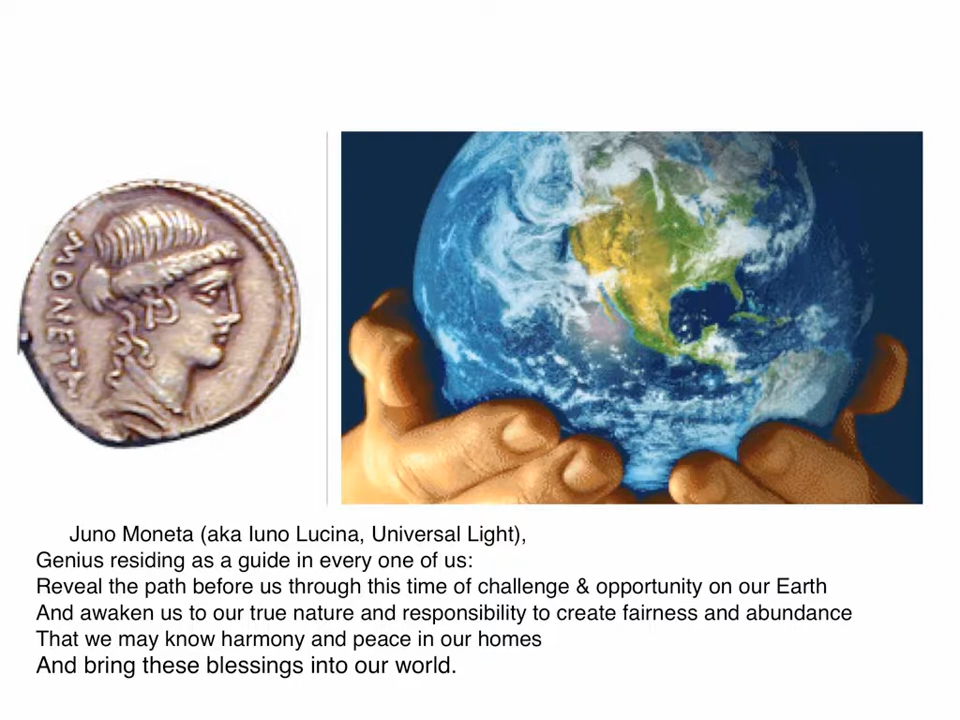 MONETA
Juno Moneta (aka Iuno Lucina, Universal Light),
Genius residing as a guide in every one of us:
Reveal the path before us through this time of challenge & opportunity on our Earth
And awaken us to our true nature and responsibility to create fairness and abundance
That we may know harmony and peace in our homes
And bring these blessings into our world.